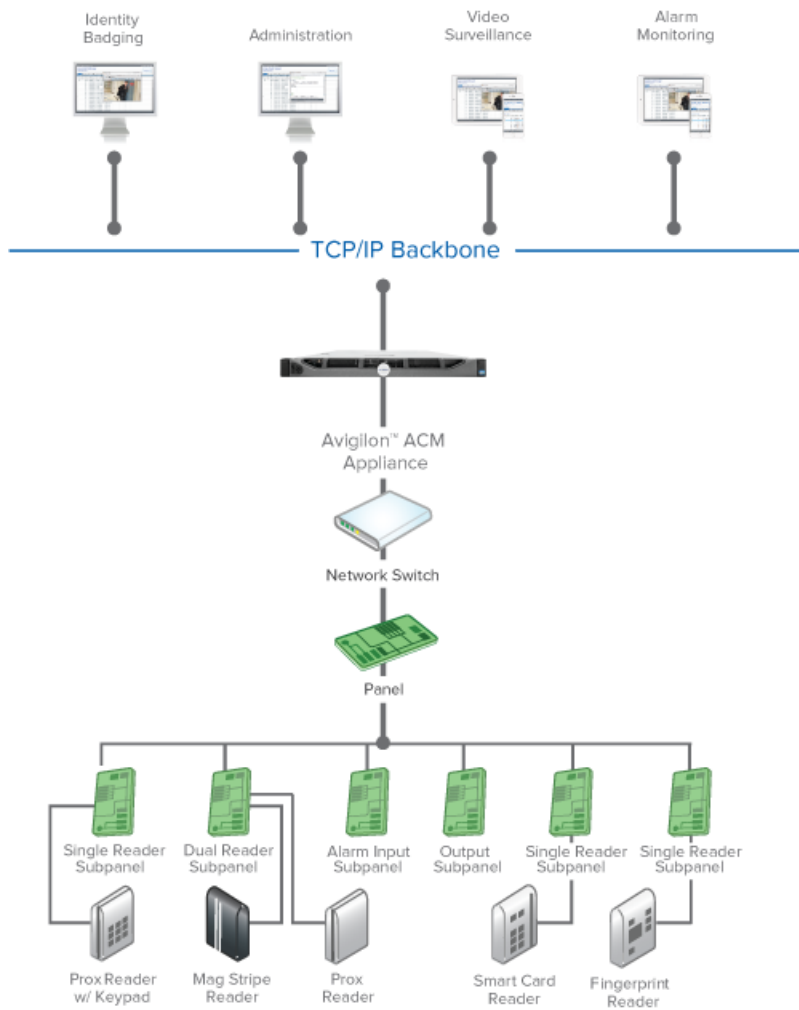 Identity
Badging
Administration
Video
Surveillance
Alarm
Monitoring
TCP/IP Backbone
Avigilon™ ACM
Appliance
Network Switch
Panel
Single Reader
Subpanel
Dual Reader
Subpanel
Alarm Input
Subpanel
Output
Subpanel
Single Reader
Subpanel
Single Reader
Subpanel
Prox Reader
w/ Keypad
Mag Stripe
Reader
Prox
Reader
Smart Card
Reader
Fingerprint
Reader